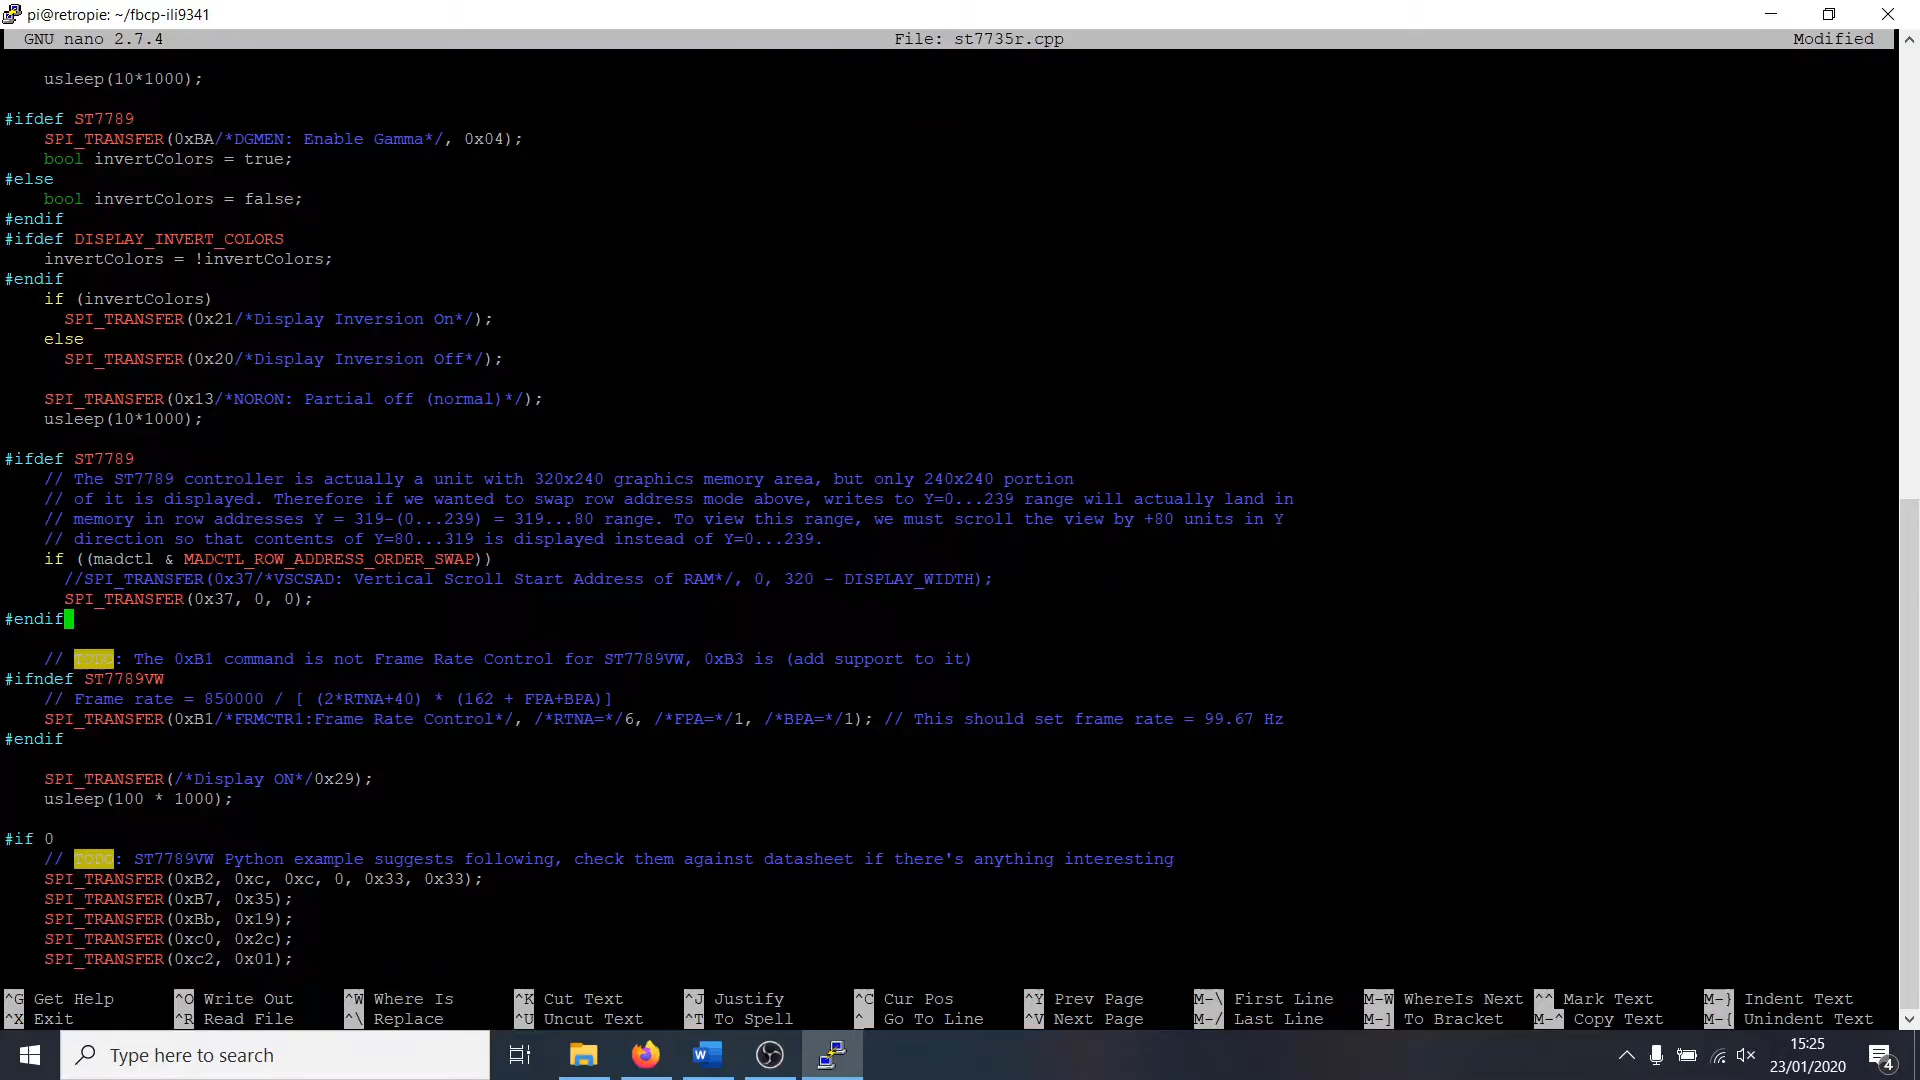 pi@retropie: ~/fbcp-ili9341
GNU nano 2.7.4 File: st7735r.cpp Modified
usleep(10*1000);
#ifdef ST7789
SPI_TRANSFER(0xBA/*DGMEN: Enable Gamma*/, 0x04);
bool invertColors = true;
#else
bool invertColors = false;
#endif
#ifdef DISPLAY_INVERT_COLORS
invertColors = !invertColors;
#endif
if (invertColors)
SPI_TRANSFER(0x21/*Display Inversion On*/);
else
SPI_TRANSFER(0x20/*Display Inversion Off*/);
SPI_TRANSFER(0x13/*NORON: Partial off (normal)*/);
usleep(10*1000);
#ifdef ST7789
// The ST7789 controller is actually a unit with 320x240 graphics memory area, but only 240x240 portion
// of it is displayed. Therefore if we wanted to swap row address mode above, writes to Y=0...239 range will actually land in
// memory in row addresses Y = 319-(0...239) = 319...80 range. To view this range, we must scroll the view by +80 units in Y
// direction so that contents of Y=80...319 is displayed instead of Y=0...239.
if ((madctl & MADCTL_ROW_ADDRESS_ORDER_SWAP))
//SPI_TRANSFER(0x37/*VSCSAD: Vertical Scroll Start Address of RAM*/, 0, 320 - DISPLAY_WIDTH);
SPI_TRANSFER(0x37, 0, 0);
#endif
// TODO: The 0xB1 command is not Frame Rate Control for ST7789VW, 0xB3 is (add support to it)
#ifndef ST7789VW
// Frame rate = 850000 / [ (2*RTNA+40) * (162 + FPA+BPA)]
SPI_TRANSFER(0xB1/*FRMCTR1:Frame Rate Control*/, /*RTNA=*/6, /*FPA=*/1, /*BPA=*/1); // This should set frame rate = 99.67 Hz
#endif
SPI_TRANSFER(/*Display ON*/0x29);
usleep(100 * 1000);
#if 0
// TODO: ST7789VW Python example suggests following, check them against datasheet if there's anything interesting
SPI_TRANSFER(0xB2, 0xc, 0xc, 0, 0x33, 0x33);
SPI_TRANSFER(0xB7, 0x35);
SPI_TRANSFER(0xBb, 0x19);
SPI_TRANSFER(0xc0, 0x2c);
SPI_TRANSFER(0xc2, 0x01);
^G Get Help ^O Write Out ^W Where Is ^K Cut Text ^J Justify ^C Cur Pos ^Y Prev Page M-\ First Line M-W WhereIs Next ^^ Mark Text M-} Indent Text
^X Exit ^R Read File ^\ Replace ^U Uncut Text ^T To Spell ^_ Go To Line ^V Next Page M-/ Last Line M-] To Bracket M-^ Copy Text M-{ Unindent Text
Type here to search
15:25
23/01/2020
4